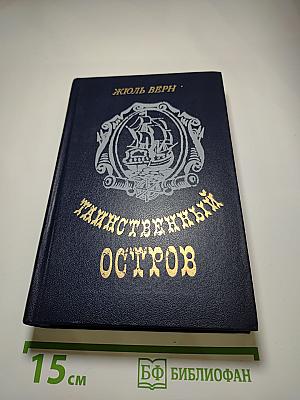 ЖЮЛЬ ВЕРН
ТАИНСТВЕННЫЙ
ОСТРОВ
15 см
БФ БИБЛИОФАН